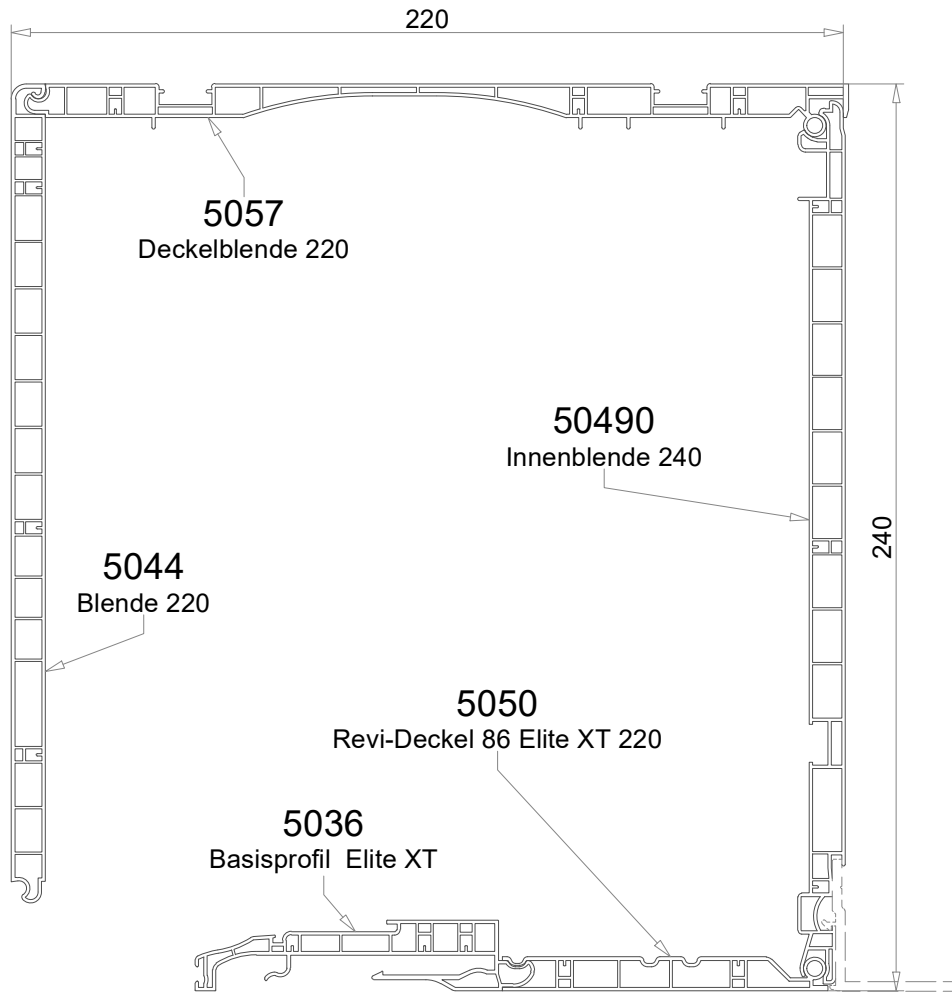 220
5057
Deckelblende 220
50490
Innenblende 240
240
5044
Blende 220
5050
Revi-Deckel 86 Elite XT 220
5036
Basisprofil  Elite XT